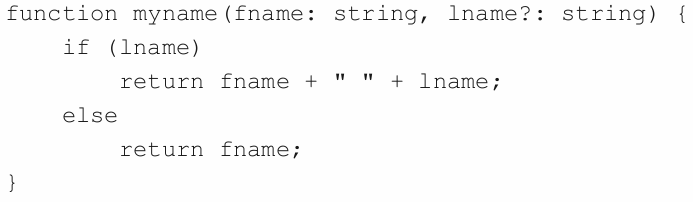 function myname(fname: string, lname?: string) {
    if (lname)
        return fname + " " + lname;
    else
        return fname;
}